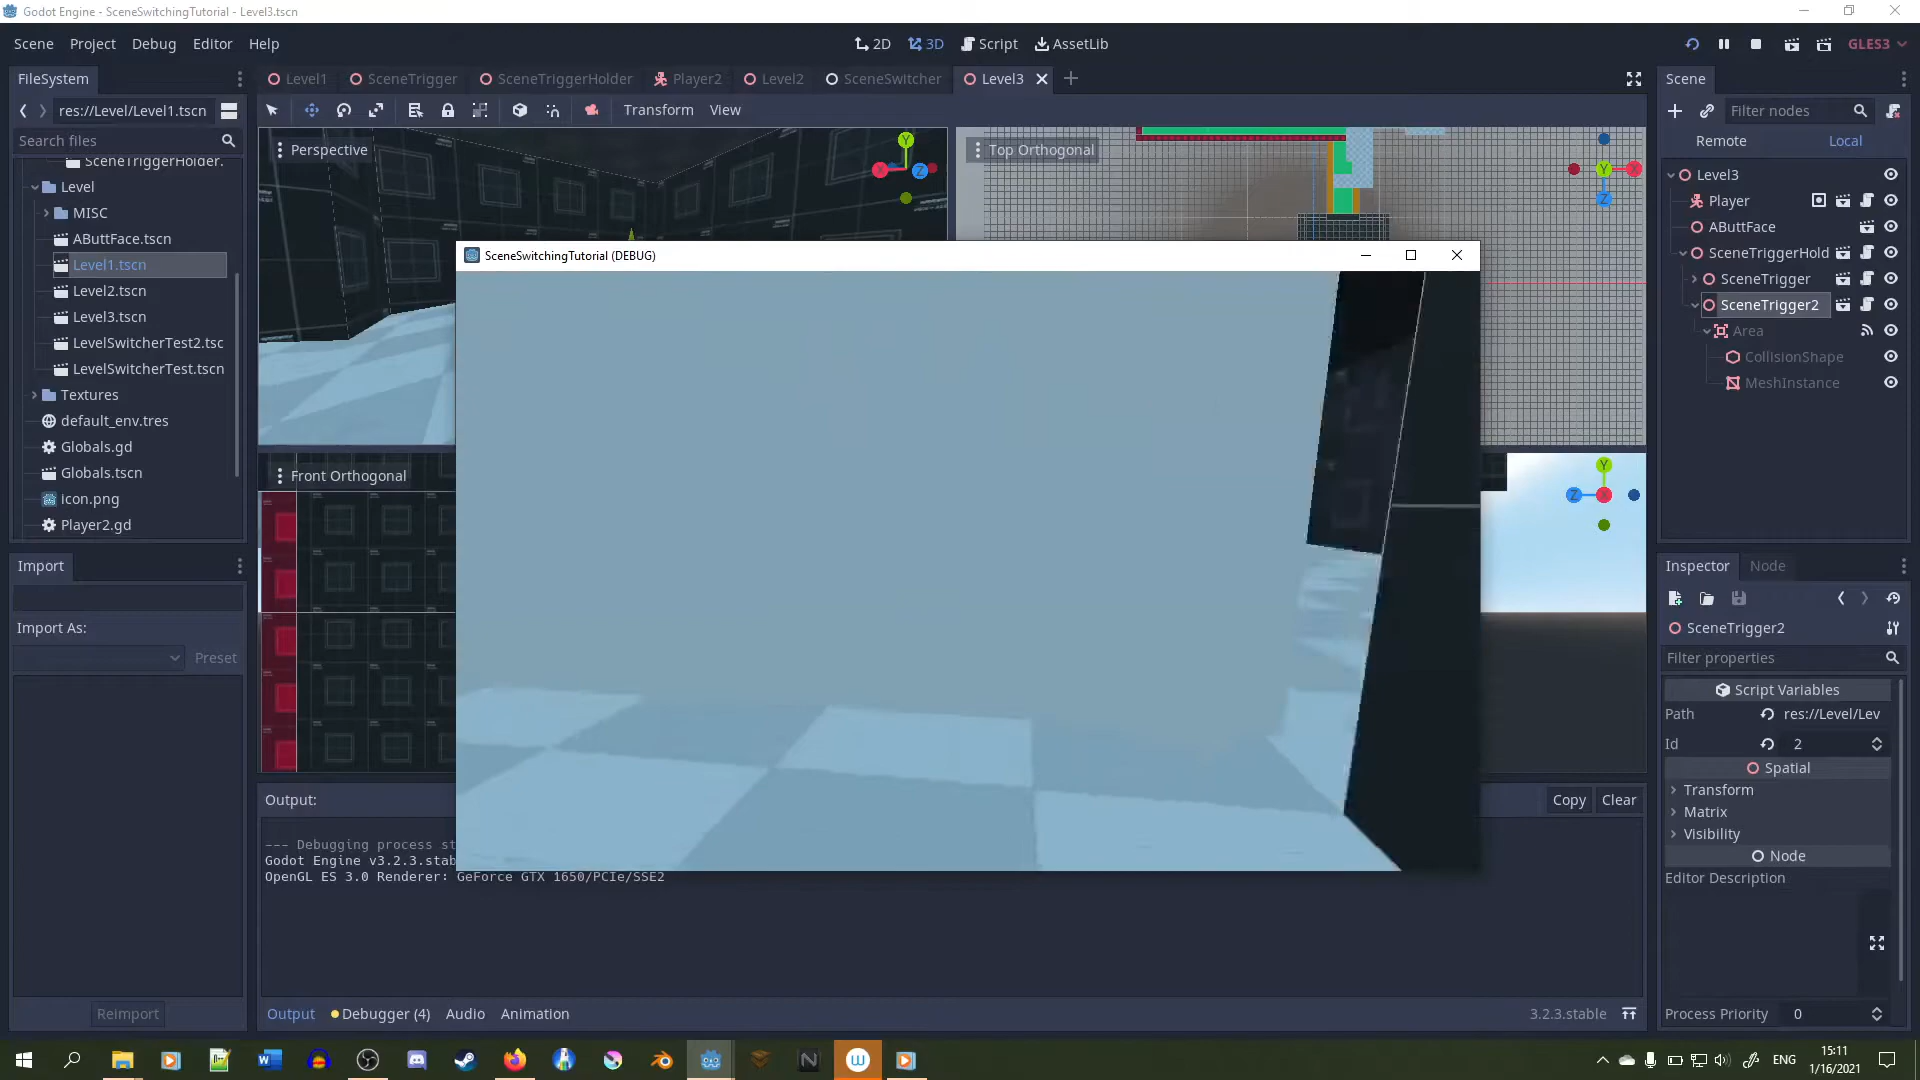 Godot Engine - SceneSwitchingTutorial - Level3.tscn
Scene Project Debug Editor Help
2D 3D Script AssetLib
GLES3
FileSystem
res://Level/Level1.tscn
Search files
SceneTriggerHolder.
Level
MISC
AButtFace.tscn
Level1.tscn
Level2.tscn
Level3.tscn
LevelSwitcherTest2.tsc
LevelSwitcherTest.tscn
Textures
default_env.tres
Globals.gd
Globals.tscn
icon.png
Player2.gd
Import
Import As:
Preset
Reimport
Level1 SceneTrigger SceneTriggerHolder Player2 Level2 SceneSwitcher Level3
Transform View
Perspective
Y
X
Z
Top Orthogonal
Y
X
Z
Front Orthogonal
Y
Z
X
SceneSwitchingTutorial (DEBUG)
Output:
Copy Clear
--- Debugging process st
Godot Engine v3.2.3.stab
OpenGL ES 3.0 Renderer: GeForce GTX 1650/PCIe/SSE2
Output Debugger (4) Audio Animation
3.2.3.stable
Scene
Filter nodes
Remote Local
Level3
Player
AButtFace
SceneTriggerHold
SceneTrigger
SceneTrigger2
Area
CollisionShape
MeshInstance
Inspector Node
SceneTrigger2
Filter properties
Script Variables
Path res://Level/Lev
Id 2
Spatial
Transform
Matrix
Visibility
Node
Editor Description
Process Priority 0
ENG
15:11
1/16/2021